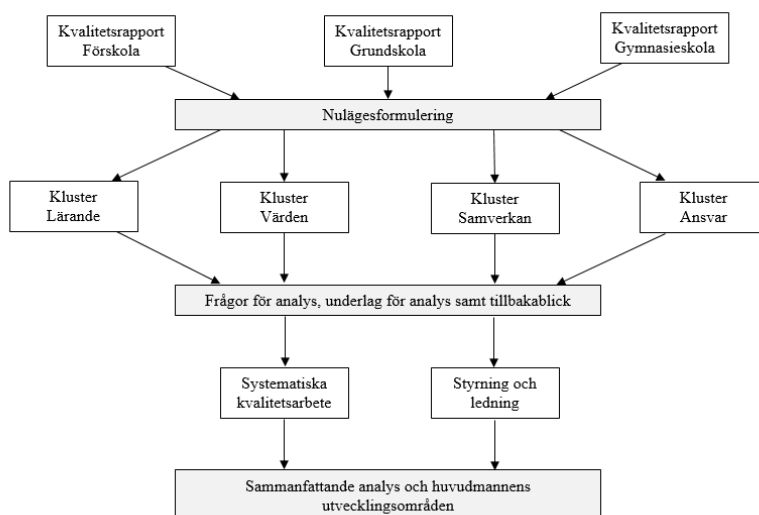 Kvalitetsrapport
Förskola
Kvalitetsrapport
Grundskola
Kvalitetsrapport
Gymnasieskola
Nulägesformulering
Kluster
Lärande
Kluster
Värden
Kluster
Samverkan
Kluster
Ansvar
Frågor för analys, underlag för analys samt tillbakablick
Systematiska
kvalitetsarbete
Styrning och
ledning
Sammanfattande analys och huvudmannens
utvecklingsområden